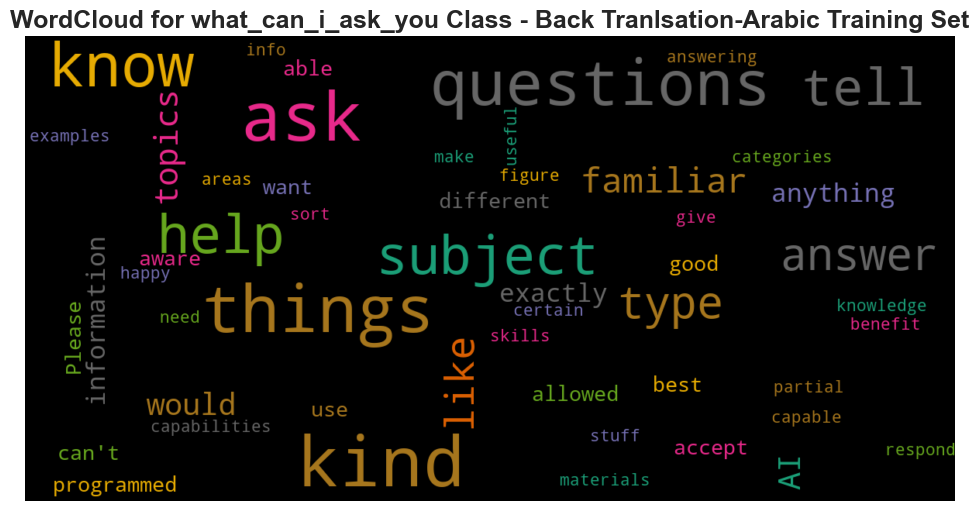 WordCloud for what_can_i_ask_you Class - Back Tranlsation-Arabic Training Set
know
info
able
ask
questions
answering
tell
examples
topics
areas
want
sort
make
useful
figure
different
familiar
categories
anything
give
help
aware
happy
information
Please
need
things
subject
exactly
certain
skills
good
type
answer
knowledge
benefit
like
would
capabilities
use
can't
programmed
kind
allowed
best
stuff
materials
accept
partial
capable
AI
respond